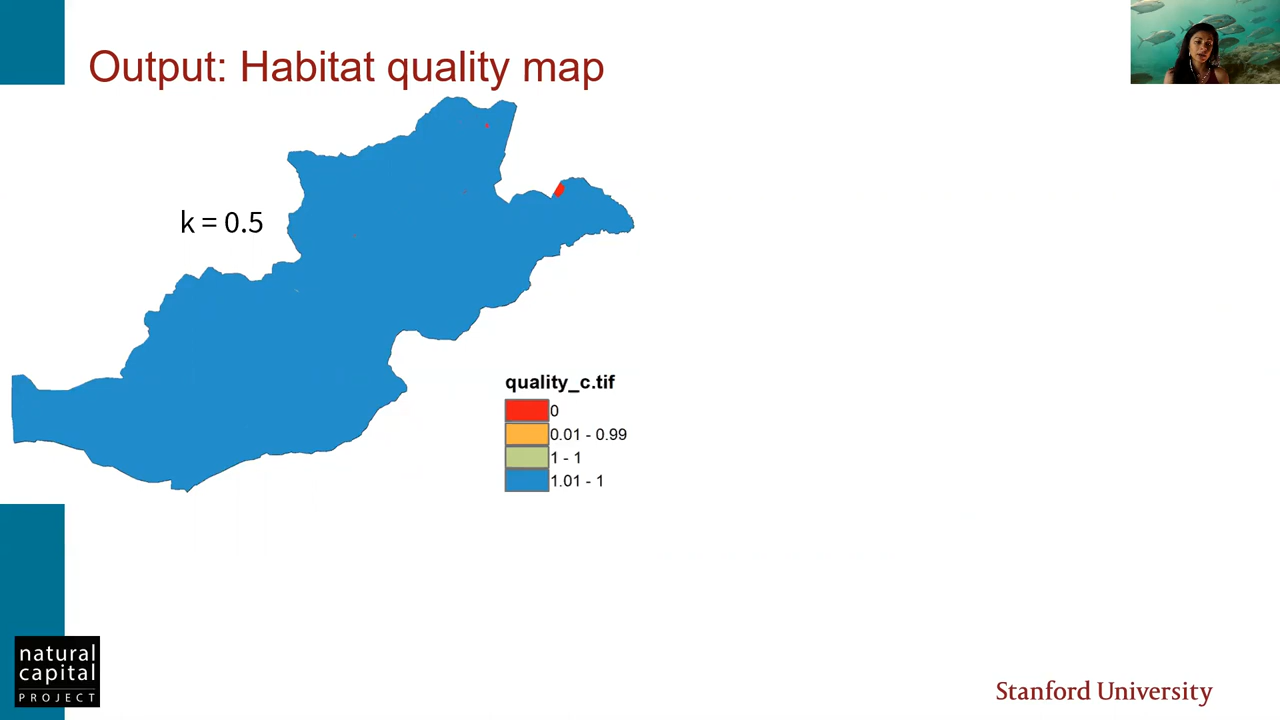 Output: Habitat quality map
k = 0.5
quality_c.tif
0
0.01 - 0.99
1 - 1
1.01 - 1
natural
capital
PROJECT
Stanford University